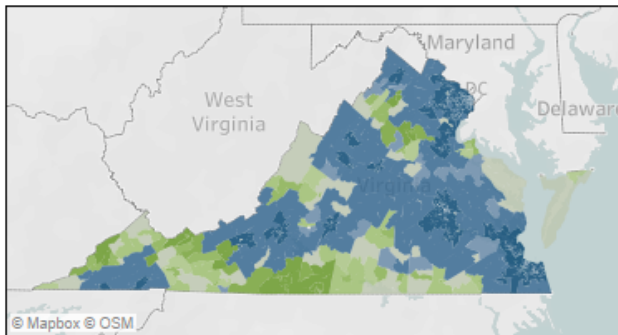 Maryland
DC
West
Virginia
Delaware
Virginia
© Mapbox © OSM